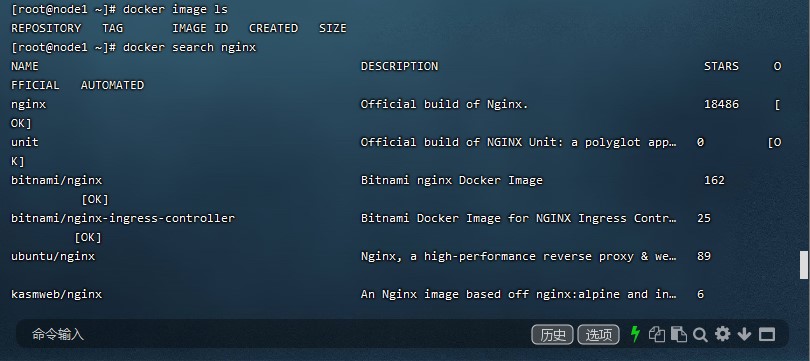 [root@node1 ~]# docker image ls
REPOSITORY   TAG       IMAGE ID   CREATED   SIZE
[root@node1 ~]# docker search nginx
NAME                                              DESCRIPTION                                      STARS     O
FFICIAL   AUTOMATED
nginx                                             Official build of Nginx.                         18486     [
OK]
unit                                              Official build of NGINX Unit: a polyglot app…   0         [O
K]
bitnami/nginx                                     Bitnami nginx Docker Image                       162
          [OK]
bitnami/nginx-ingress-controller                  Bitnami Docker Image for NGINX Ingress Contr…   25
         [OK]
ubuntu/nginx                                      Nginx, a high-performance reverse proxy & we…   89
kasmweb/nginx                                     An Nginx image based off nginx:alpine and in…   6
命令输入 历史 选项